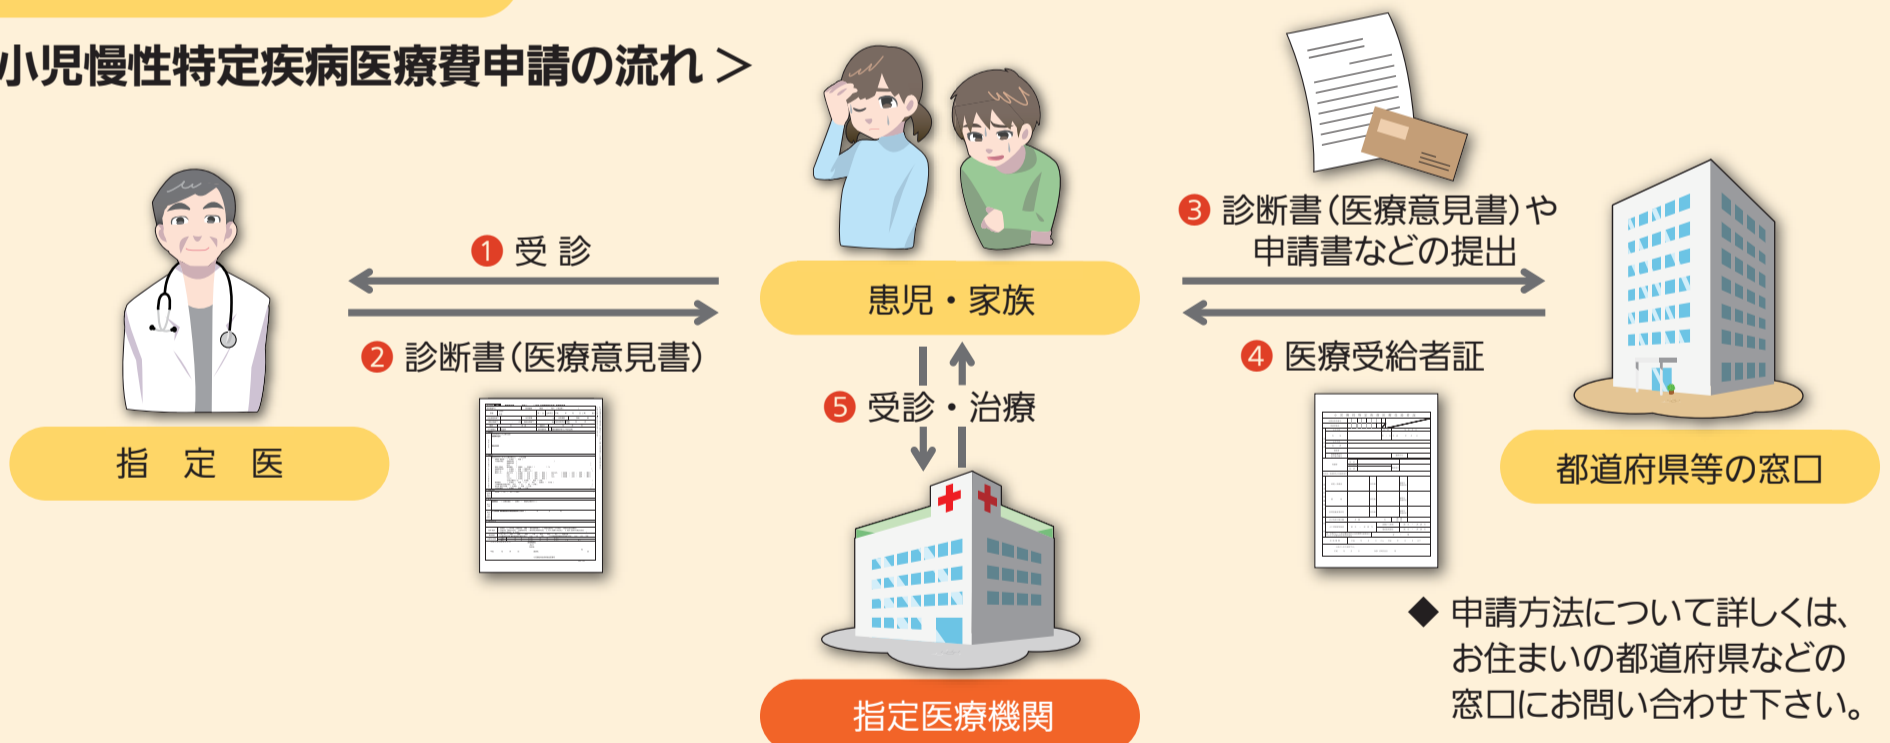 小児慢性特定疾病医療費申請の流れ ＞
❶ 受 診
❷ 診断書（医療意見書）
指 定 医
患児・家族
❸ 診断書（医療意見書）や
申請書などの提出
❹ 医療受給者証
都道府県等の窓口
❺ 受診・治療
指定医療機関
◆ 申請方法について詳しくは、
お住まいの都道府県などの
窓口にお問い合わせ下さい。